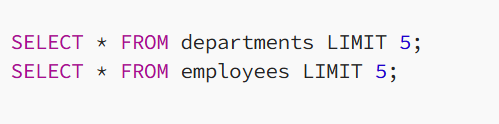 SELECT * FROM departments LIMIT 5;
SELECT * FROM employees LIMIT 5;